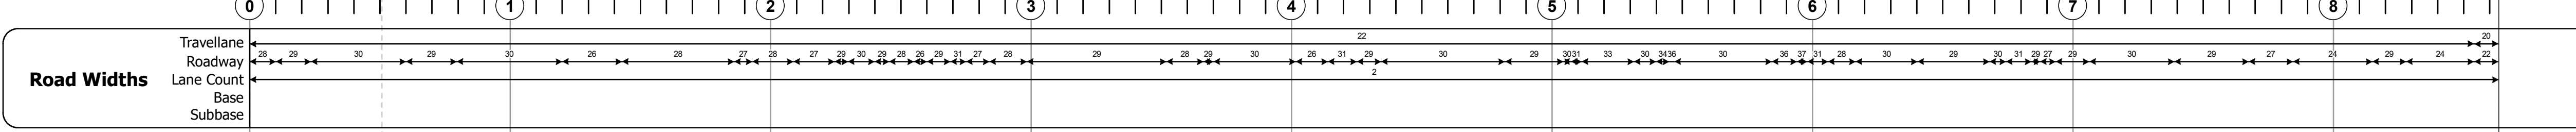 0 1 2 3 4 5 6 7 8
Travellane 22 20
Roadway 28 29 30 29 30 26 28 27 28 27 29 30 29 28 26 29 31 27 28 29 28 29 30 26 31 29 30 29 30 31 33 30 34 36 30 36 37 31 28 30 29 30 31 29 27 29 30 29 27 24 29 24 22
Road Widths
Lane Count 2
Base
Subbase